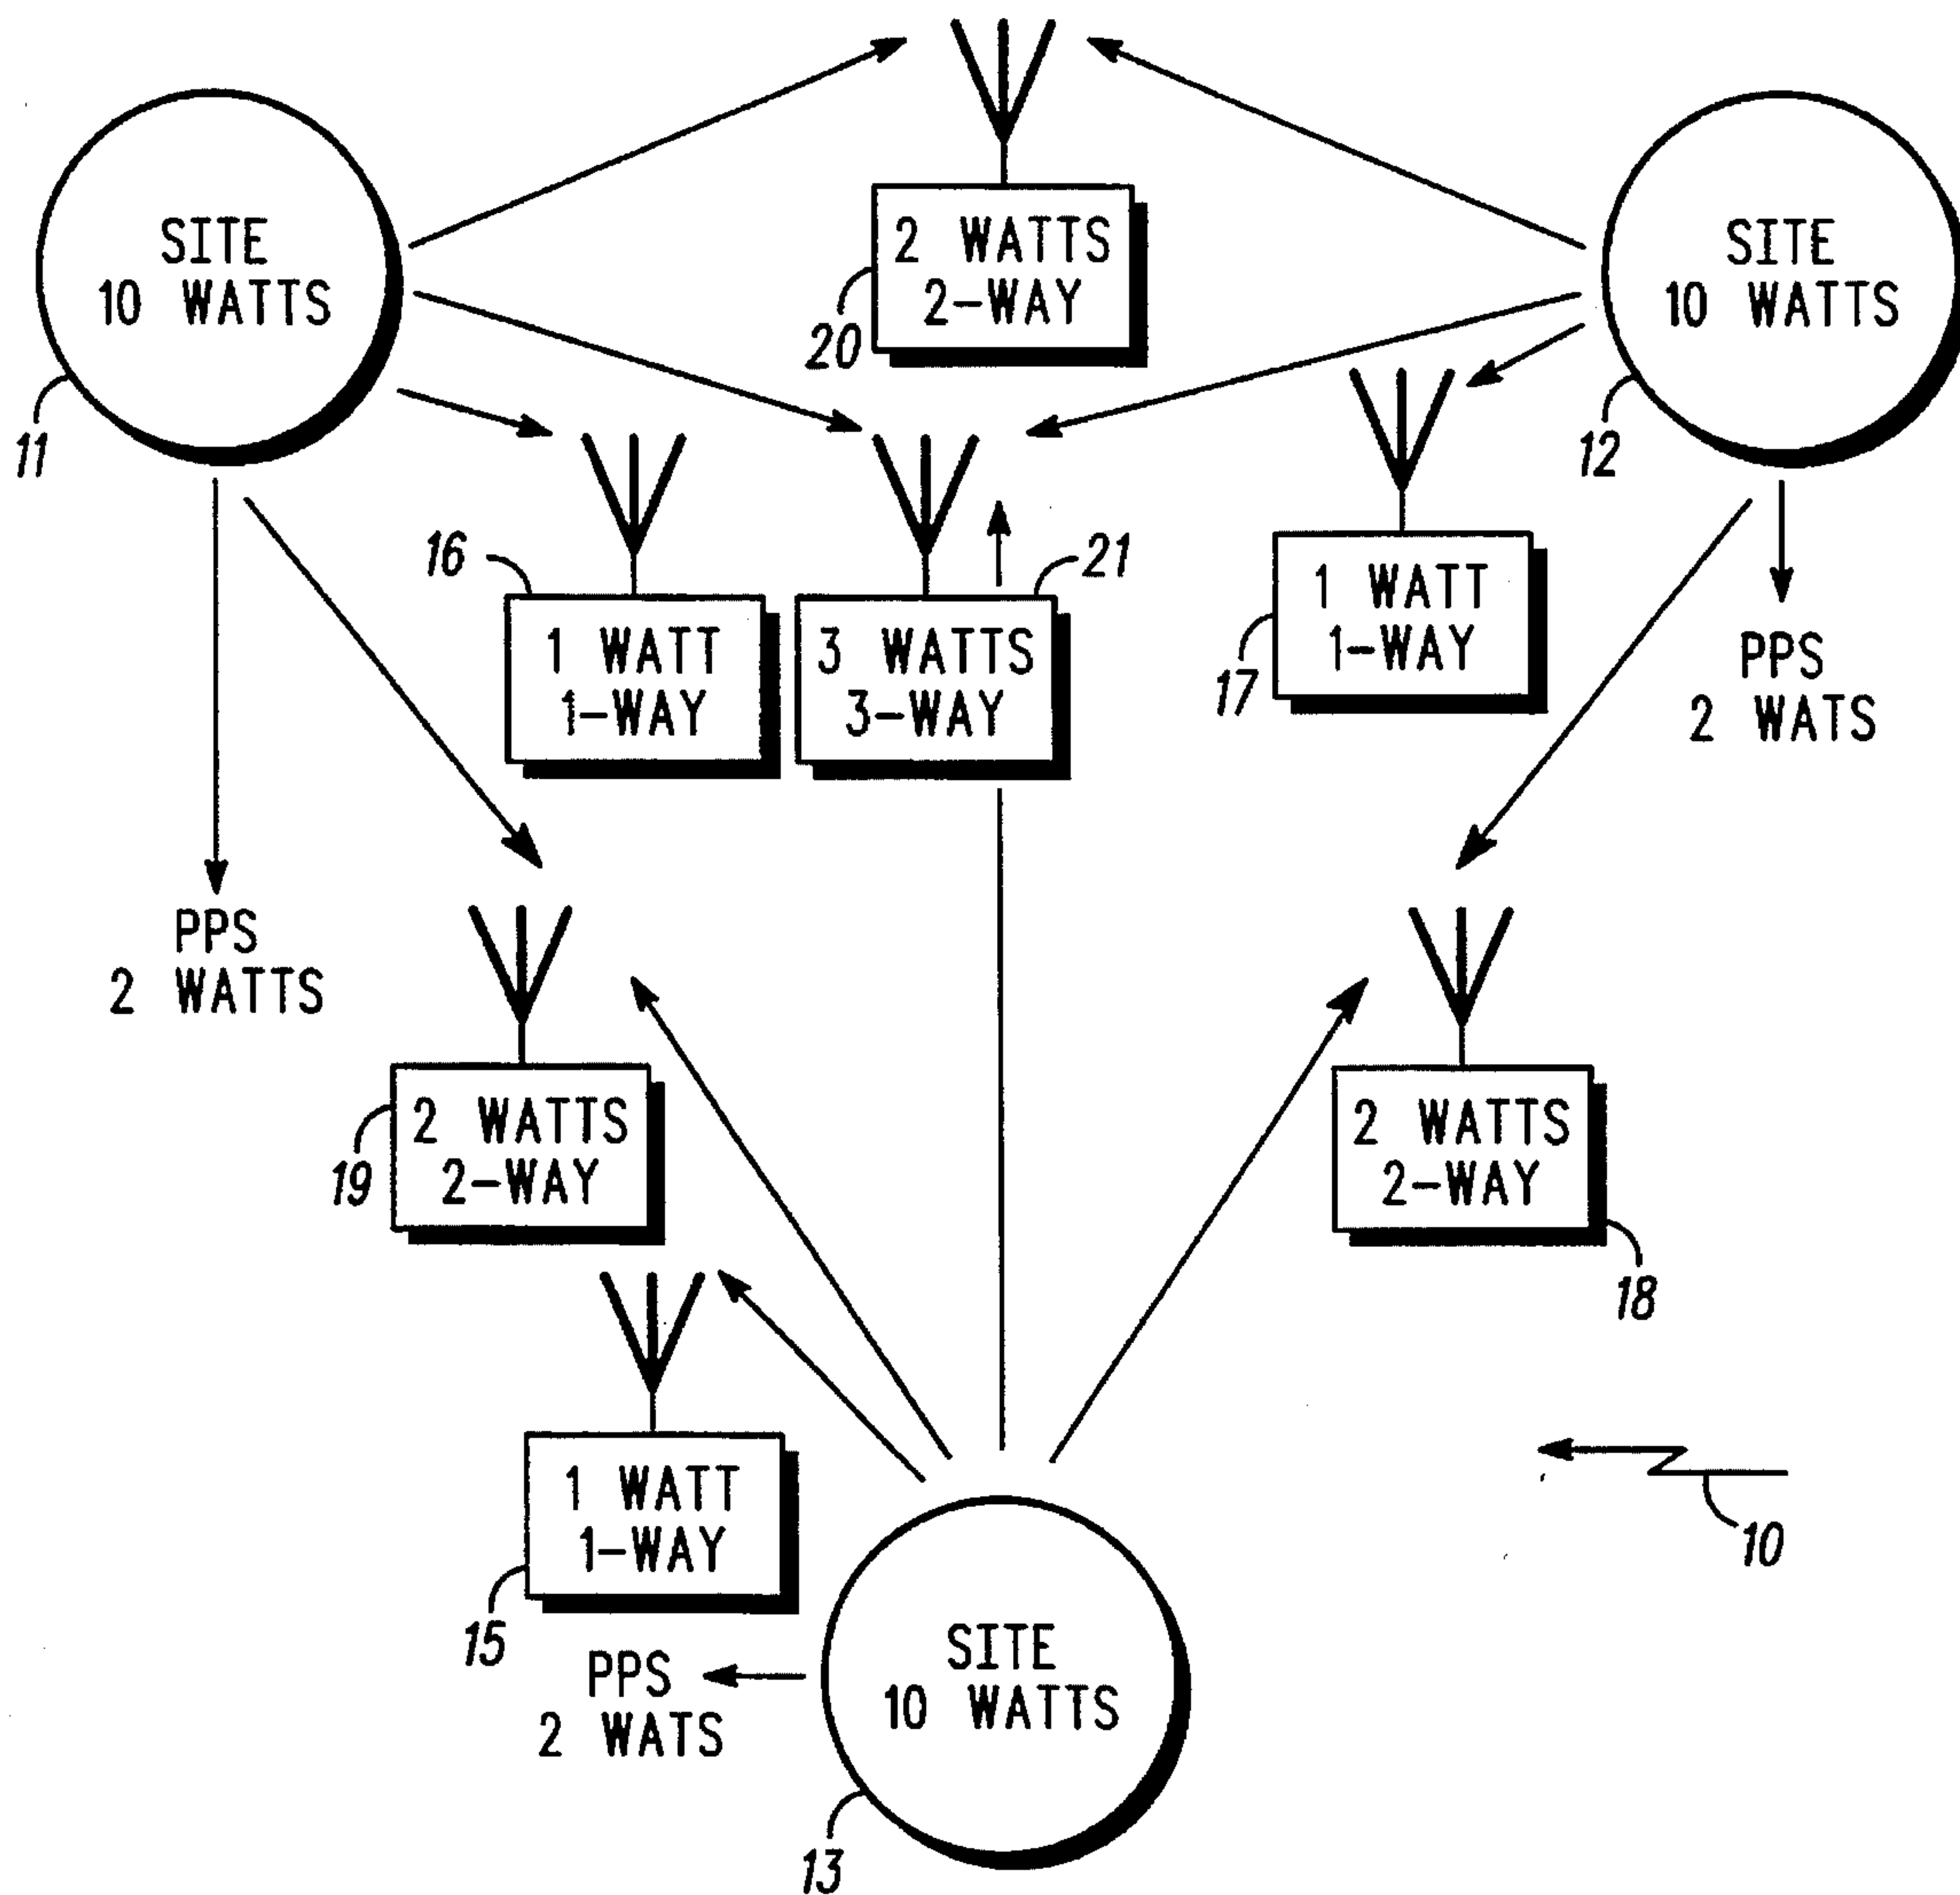 SITE
10 WATTS
11
2 WATTS
2-WAY
20
SITE
10 WATTS
12
16
1 WATT
1-WAY
21
3 WATTS
3-WAY
17
1 WATT
1-WAY
PPS
2 WATS
PPS
2 WATTS
19
2 WATTS
2-WAY
2 WATTS
2-WAY
18
15
1 WATT
1-WAY
PPS
2 WATS
SITE
10 WATTS
13
10